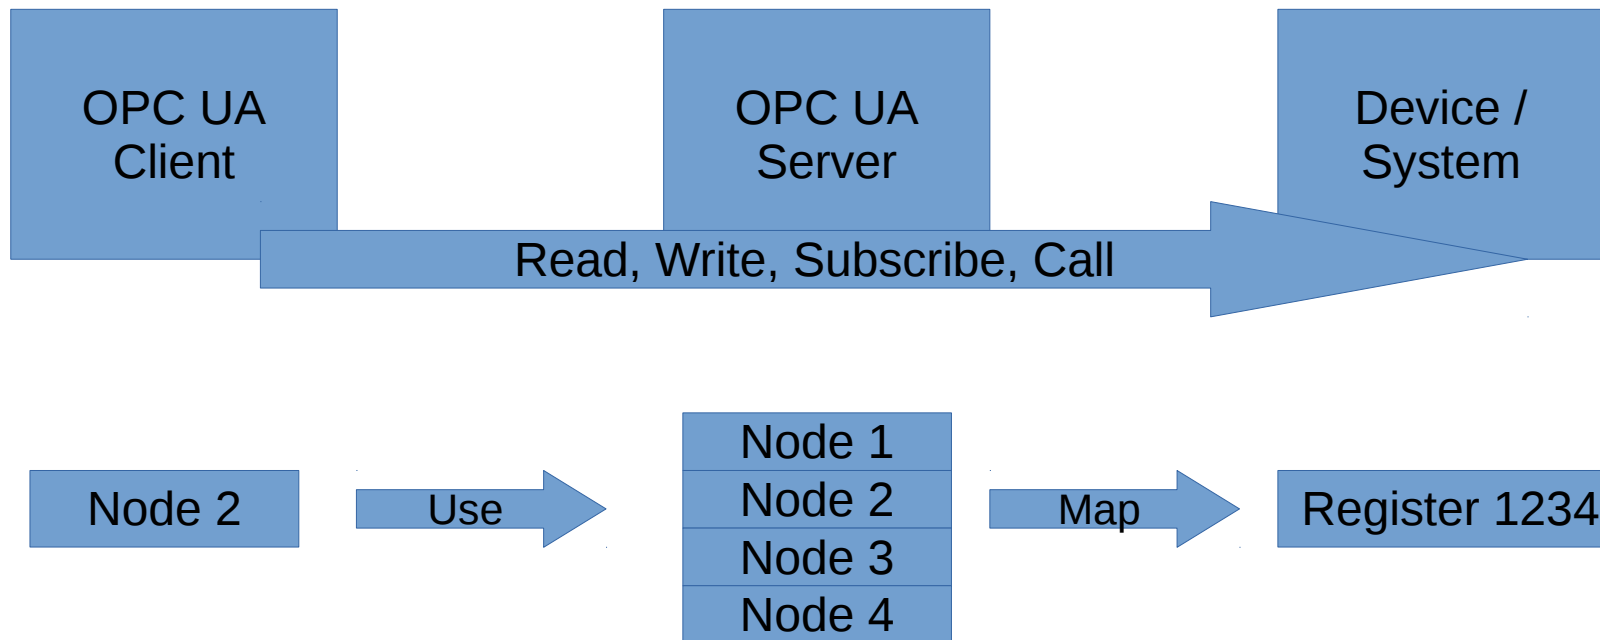 OPC UA
Client
OPC UA
Server
Device /
System
Read, Write, Subscribe, Call
Node 2
Use
Node 1
Node 2
Node 3
Node 4
Map
Register 1234